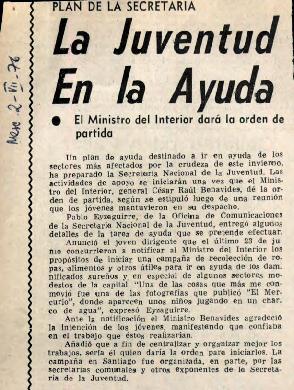 PLAN DE LA SECRETARIA
La Juventud
En la Ayuda
● El Ministro del Interior dará la orden de
partida
Un plan de ayuda destinado a ir en ayuda de los
sectores más afectados por la crudeza de este invierno,
ha preparado la Secretaría Nacional de la Juventud. Las
actividades de apoyo se iniciarán una vez que el Minis-
tro del Interior, general César Raúl Benavides, dé la or-
den de partida, según se estipuló luego de una reunión
que los jóvenes mantuvieron en su despacho.
Pablo Eyzaguirre, de la Oficina de Comunicaciones
de la Secretaría Nacional de la Juventud, entregó algunos
detalles de la tarea de ayuda que se pretende efectuar.
Anunció el joven dirigente que el último 23 de ju-
nio concurrieron a notificar al Ministro del Interior los
propósitos de iniciar una campaña de recolección de ro-
pas, alimentos y otros útiles para ir en ayuda de los dam-
nificados sureños y en especial de algunos sectores mo-
destos de la capital "Una de las cosas que más me con-
movió fue una de las fotografías que publicó "El Mer-
curio", donde aparecen unos niños jugando en un char-
co de agua", expresó Eyzaguirre.
Ante la notificación el Ministro Benavides agradeció
la intención de los jóvenes, manifestando que confiaba
en el trabajo que éstos realizarían.
Añadió que a fin de centralizar y organizar mejor los
trabajos, sería el quien daría la orden para iniciarlos. La
campaña en Santiago fue organizada, en parte, por las
secretarías comunales y otros exponentes de la Secreta-
ría de la Juventud.
2-VII-76